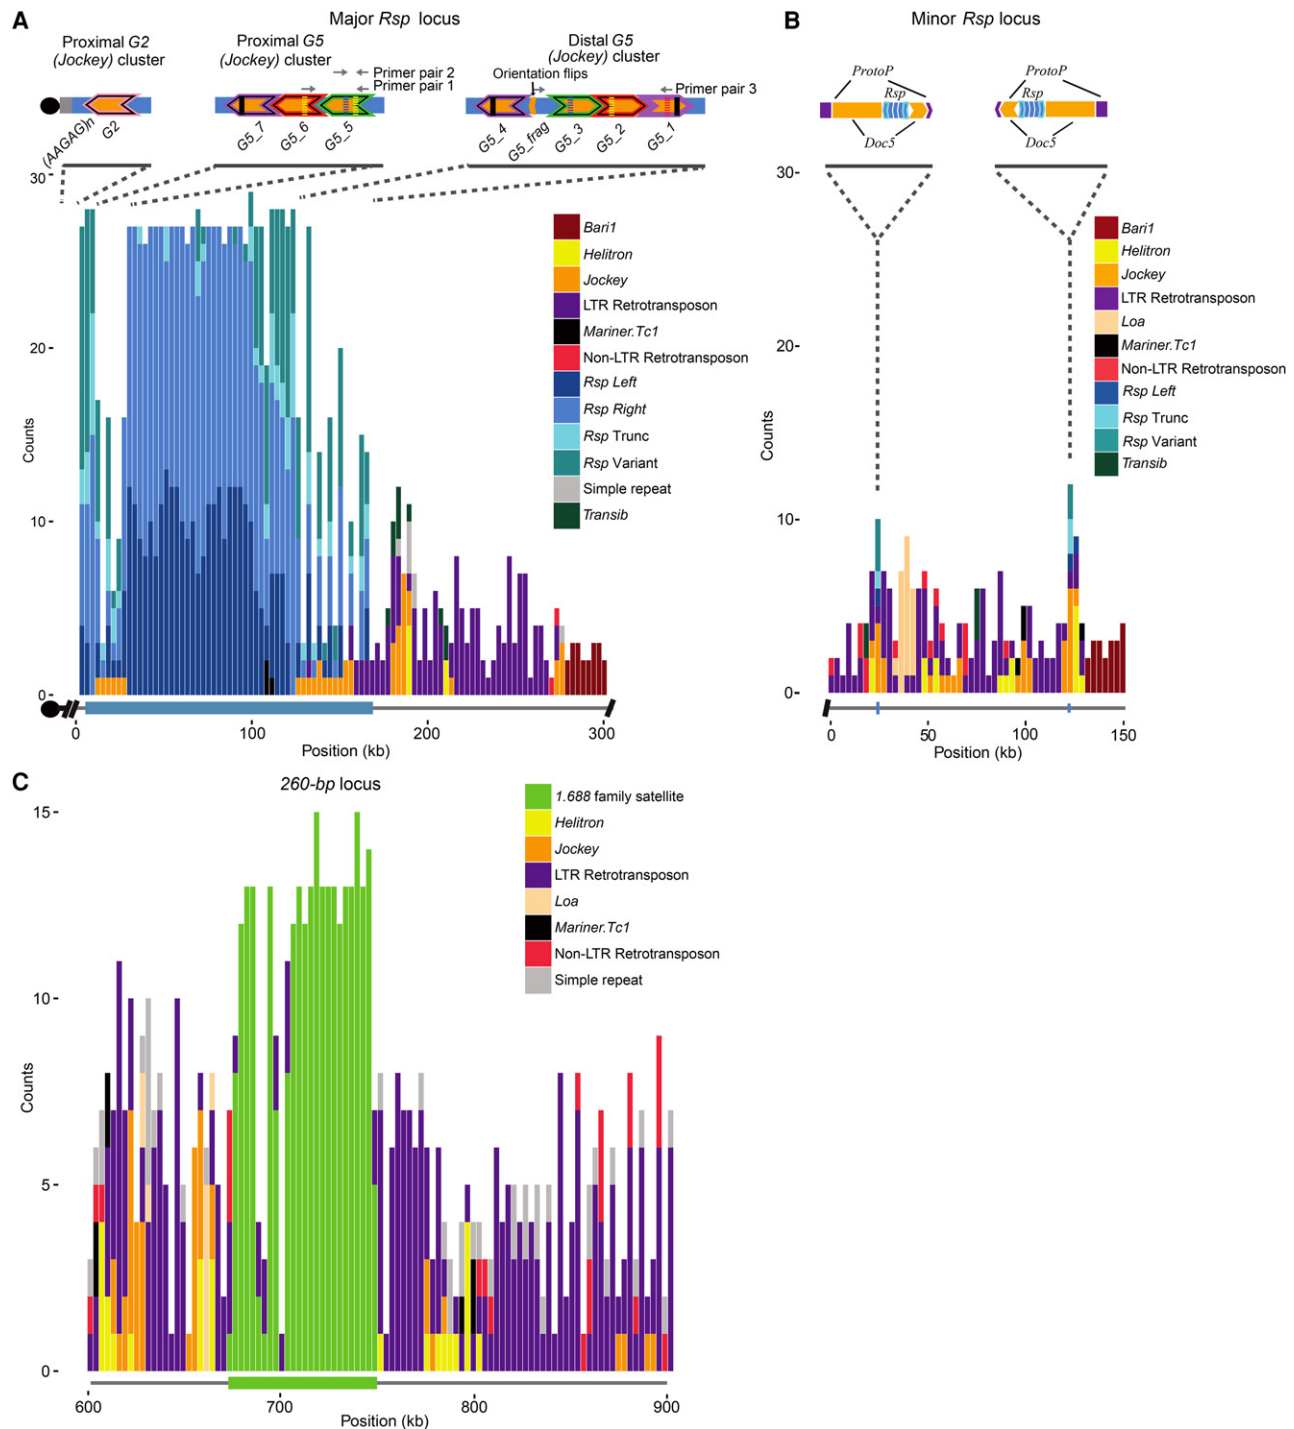 A
Major Rsp locus
Proximal G2
(Jockey) cluster
Proximal G5
(Jockey) cluster
Distal G5
(Jockey) cluster
Primer pair 2
Primer pair 1
Orientation flips
Primer pair 3
(AAGAG)n
G2
G5_7
G5_6
G5_5
G5_4
G5_frag
G5_3
G5_2
G5_1
30
20
10
0
Counts
Bari1
Helitron
Jockey
LTR Retrotransposon
Mariner.Tc1
Non-LTR Retrotransposon
Rsp Left
Rsp Right
Rsp Trunc
Rsp Variant
Simple repeat
Transib
0
100
200
300
Position (kb)
B
Minor Rsp locus
ProtoP
Rsp
Doc5
ProtoP
Rsp
Doc5
30
20
10
0
Counts
Bari1
Helitron
Jockey
LTR Retrotransposon
Loa
Mariner.Tc1
Non-LTR Retrotransposon
Rsp Left
Rsp Trunc
Rsp Variant
Transib
0
50
100
150
Position (kb)
C
260-bp locus
15
10
5
0
Counts
1.688 family satellite
Helitron
Jockey
LTR Retrotransposon
Loa
Mariner.Tc1
Non-LTR Retrotransposon
Simple repeat
600
700
800
900
Position (kb)